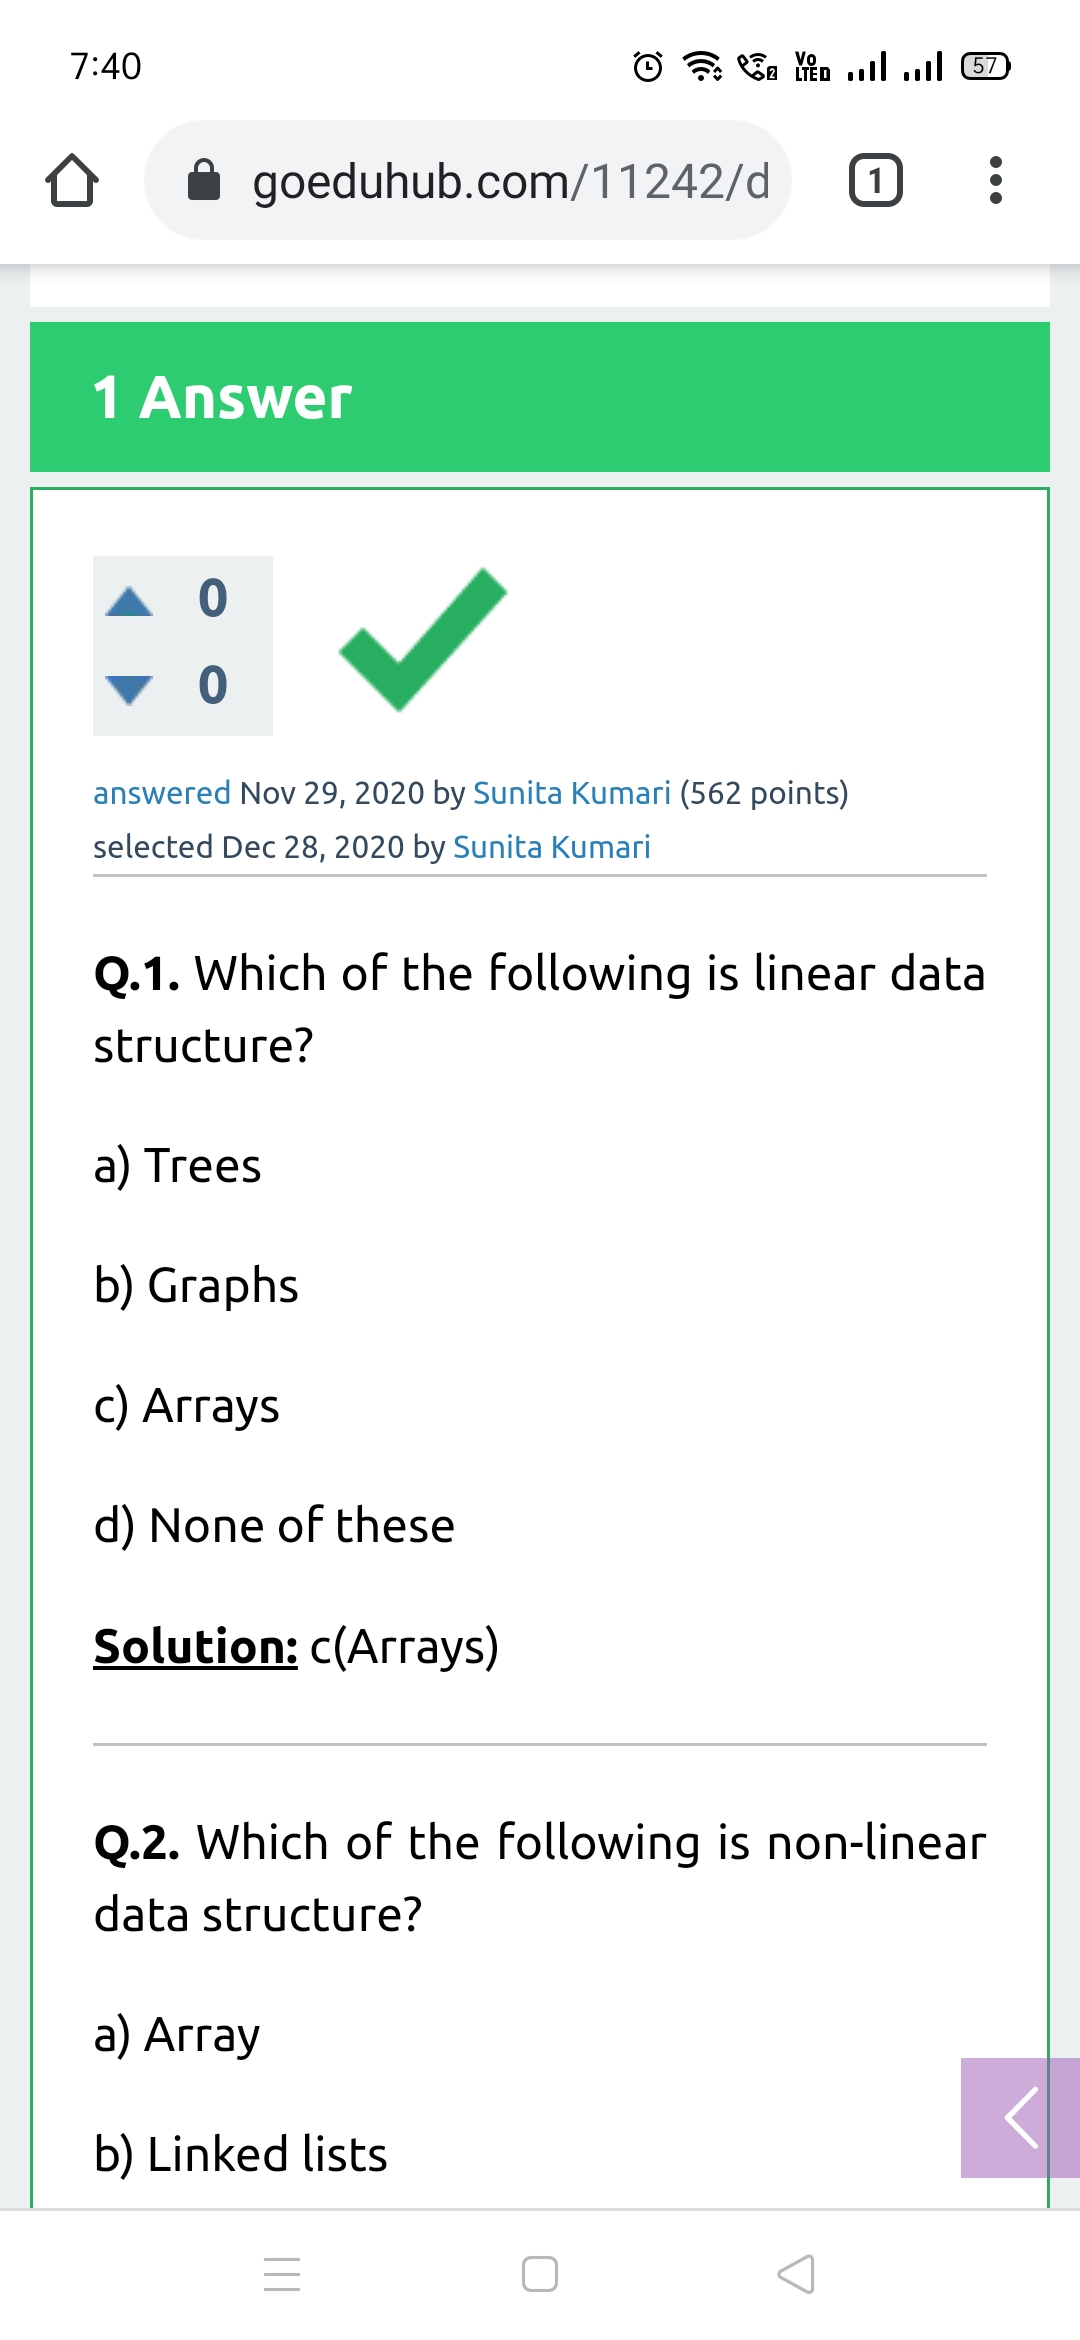 7:40
Vo LTE 57
goeduhub.com/11242/d
1
1 Answer
0
0
answered Nov 29, 2020 by Sunita Kumari (562 points)
selected Dec 28, 2020 by Sunita Kumari
Q.1. Which of the following is linear data
structure?
a) Trees
b) Graphs
c) Arrays
d) None of these
Solution: c(Arrays)
Q.2. Which of the following is non-linear
data structure?
a) Array
b) Linked lists